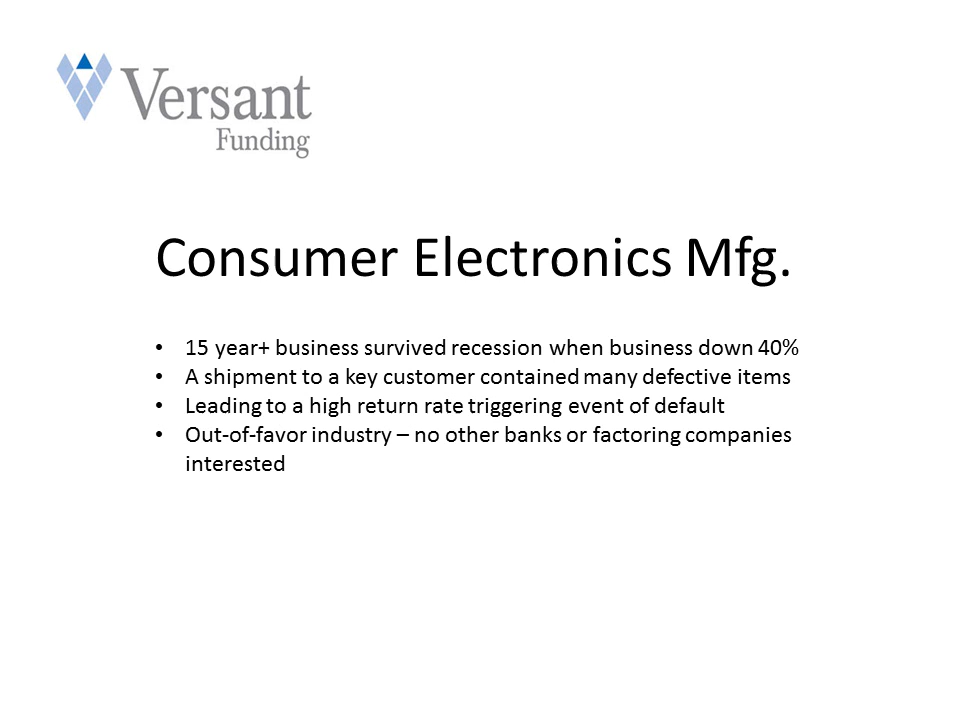 Versant
Funding
Consumer Electronics Mfg.
• 15 year+ business survived recession when business down 40%
• A shipment to a key customer contained many defective items
• Leading to a high return rate triggering event of default
• Out-of-favor industry – no other banks or factoring companies
interested